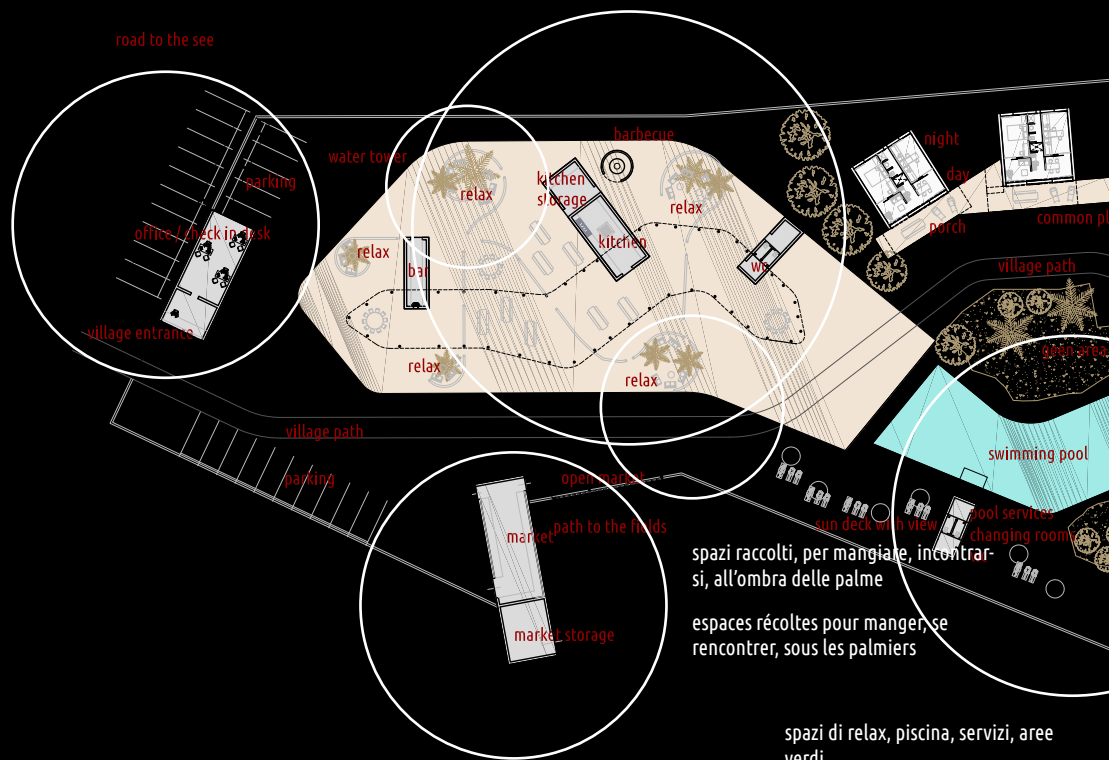 road to the see
barbecue
night
water tower
kitchen
storage
parking
day
relax
relax
common pl
porch
office / check in desk
kitchen
relax
bar
wc
village path
village entrance
geen area
relax
relax
village path
swimming pool
parking
open market
pool services
changing rooms
sun deck with view
market
path to the fields
spazi raccolti, per mangiare, incontrar-
si, all'ombra delle palme
espaces récoltes pour manger, se
rencontrer, sous les palmiers
market storage
spazi di relax, piscina, servizi, aree
verdi